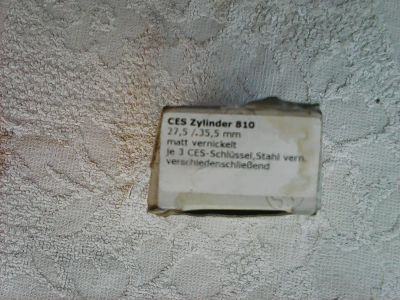 CES Zylinder 810
27,5 /.35,5 mm
matt vernickelt
je 3 CES-Schlüssel,Stahl vern.
verschiedenschließend